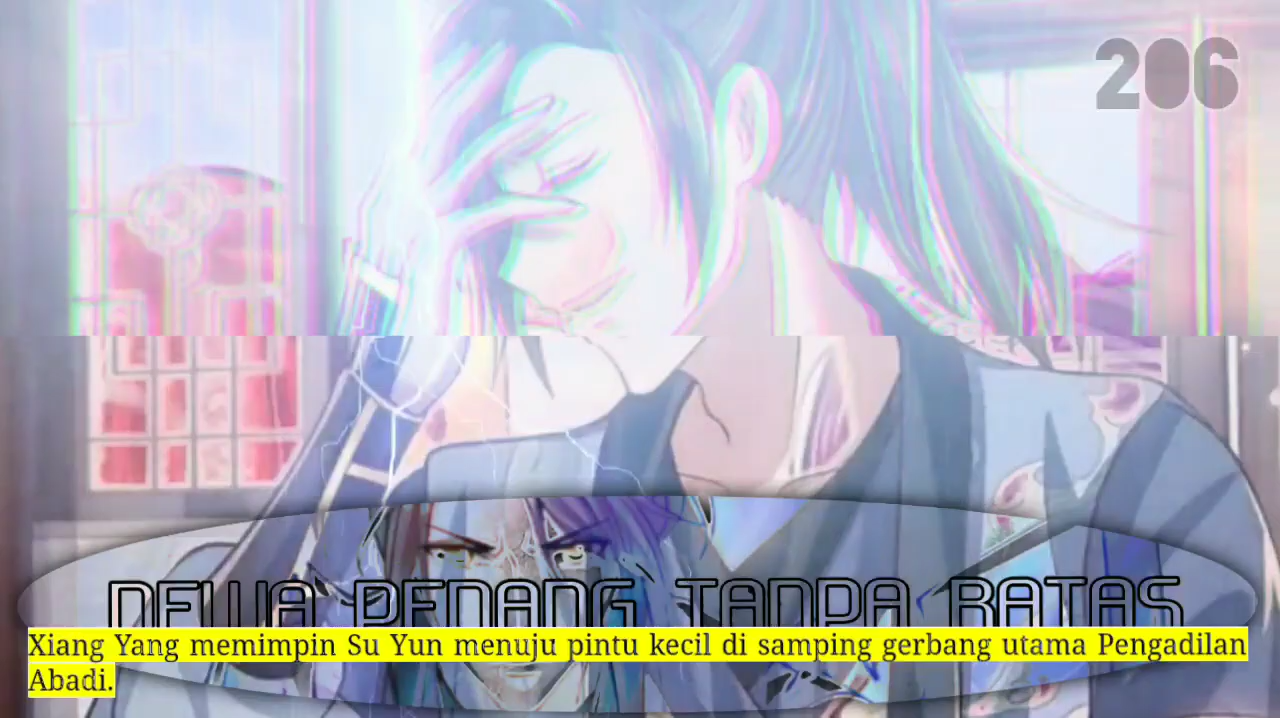 206
DEWA PEDANG TANPA BATAS
Xiang Yang memimpin Su Yun menuju pintu kecil di samping gerbang utama Pengadilan
Abadi.